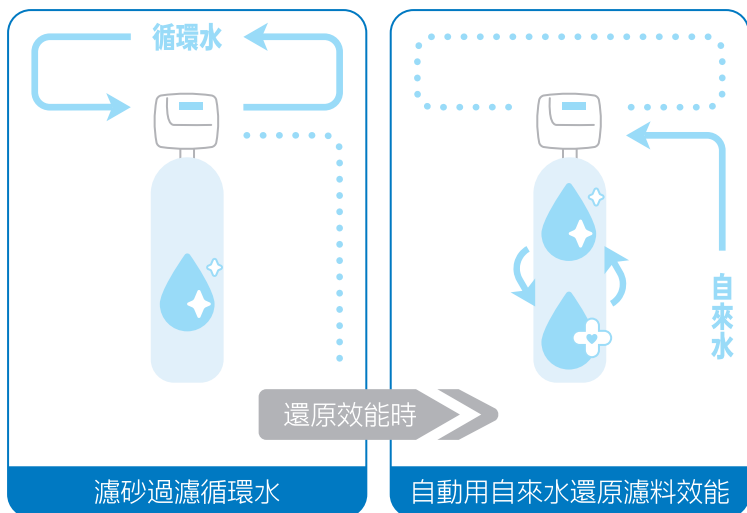 循環水
自來水
還原效能時
濾砂過濾循環水
自動用自來水還原濾料效能